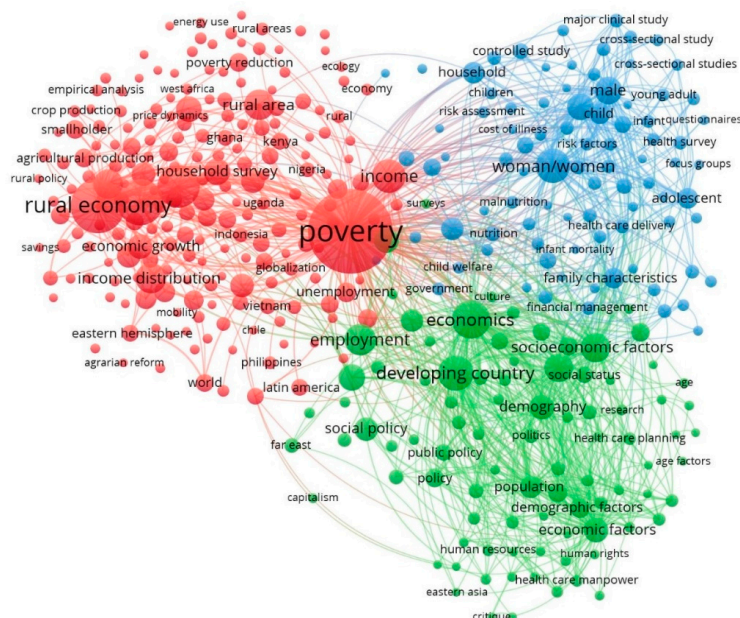 energy use
rural areas
major clinical study
cross-sectional study
controlled study
poverty reduction
ecology
household
cross-sectional studies
empirical analysis
west africa
economy
children
male
young adult
crop production
rural area
risk assessment
child
infant
questionnaires
smallholder
price dynamics
rural
cost of illness
risk factors
health survey
ghana
kenya
agricultural production
household survey
nigeria
income
woman/women
focus groups
rural policy
rural economy
uganda
surveys
malnutrition
adolescent
poverty
nutrition
health care delivery
savings
economic growth
indonesia
infant mortality
globalization
child welfare
income distribution
unemployment
government
culture
family characteristics
mobility
vietnam
financial management
eastern hemisphere
chile
employment
economics
socioeconomic factors
agrarian reform
philippines
developing country
social status
world
latin america
age
demography
research
social policy
politics
health care planning
far east
public policy
age factors
policy
population
capitalism
demographic factors
economic factors
human resources
human rights
health care manpower
eastern asia
critique